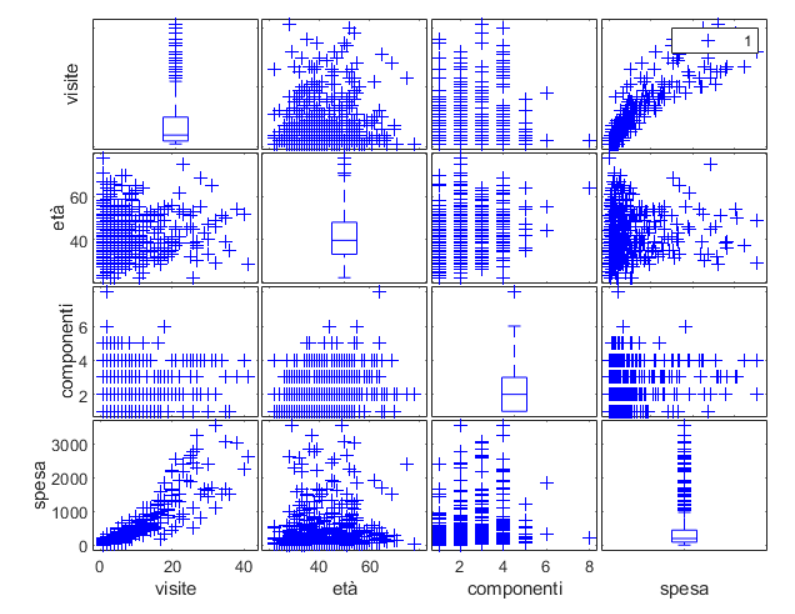 1
visite
60
40
età
6
4
2
componenti
3000
2000
1000
0
spesa
0 20 40 40 60 2 4 6 8
visite età componenti spesa